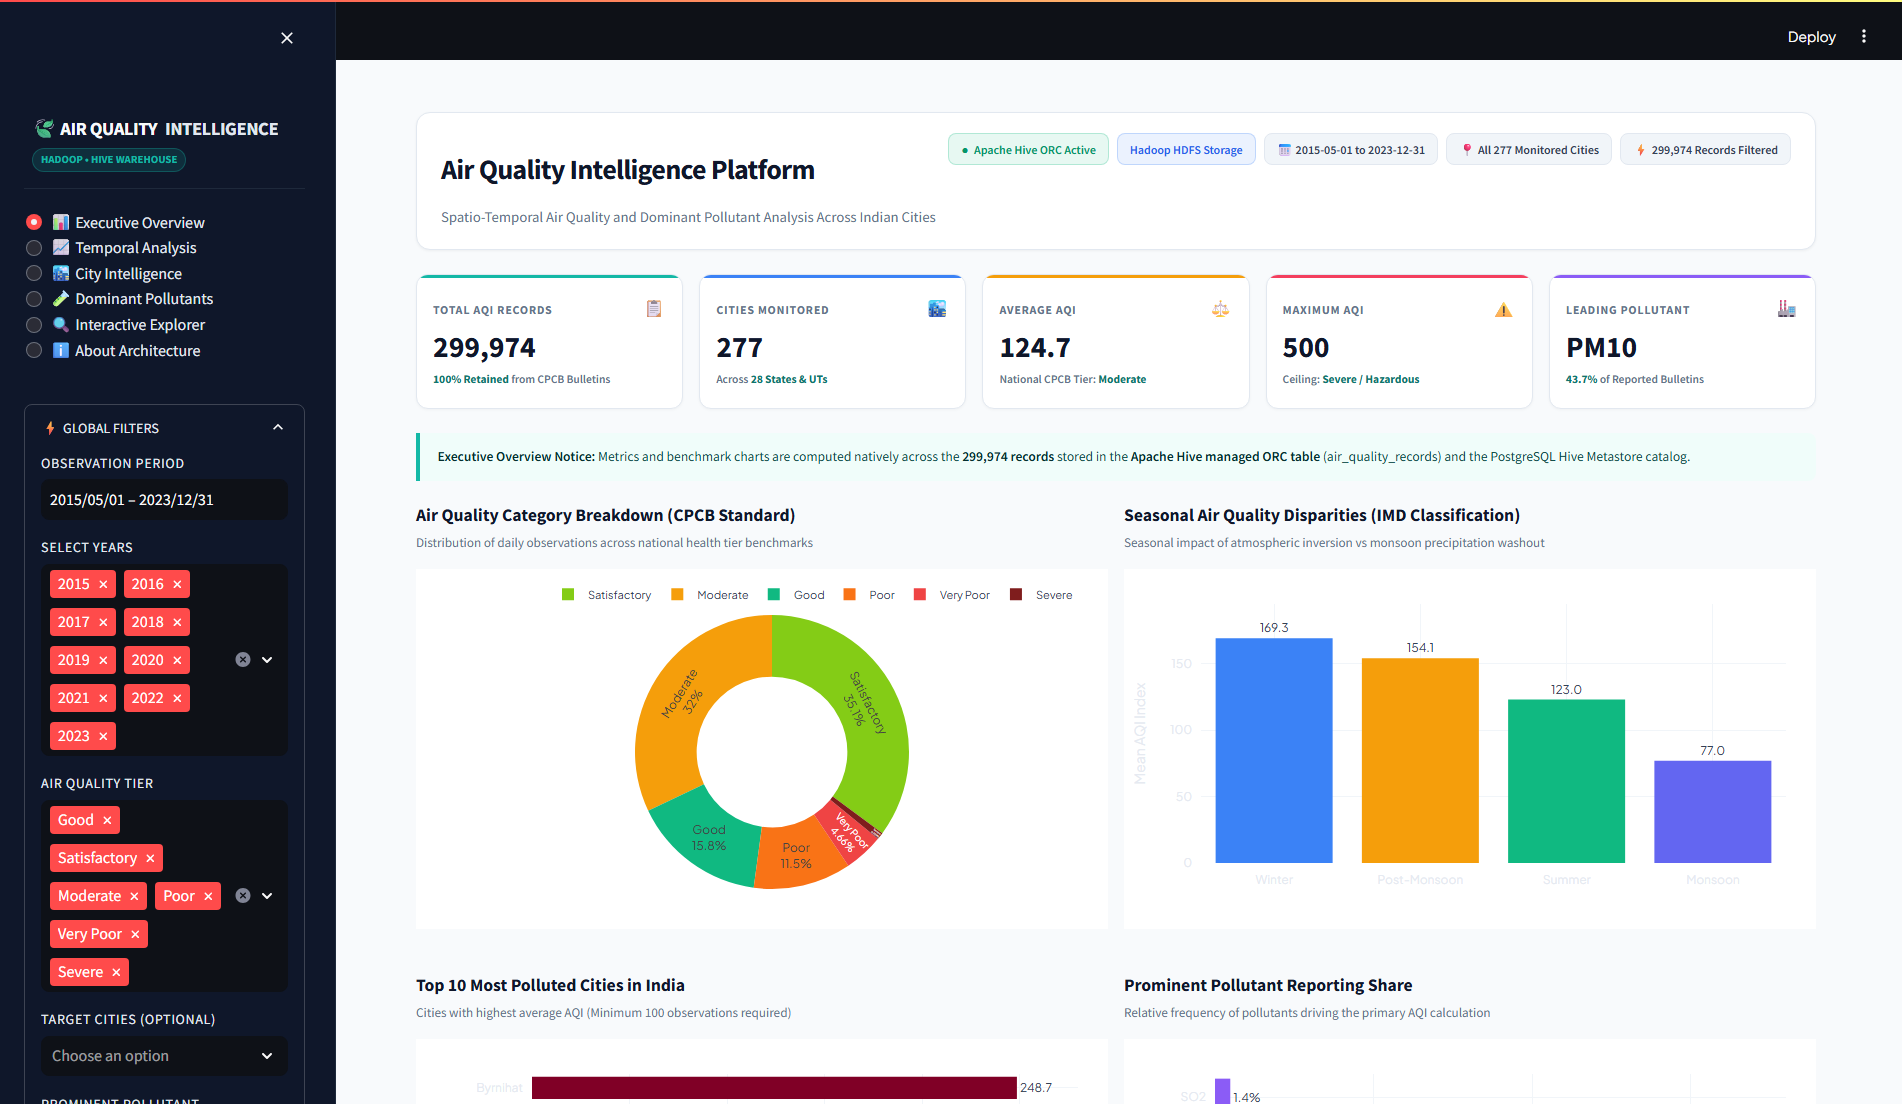 Deploy
AIR QUALITY INTELLIGENCE
HADOOP • HIVE WAREHOUSE
Executive Overview
Temporal Analysis
City Intelligence
Dominant Pollutants
Interactive Explorer
About Architecture
GLOBAL FILTERS
OBSERVATION PERIOD
2015/05/01 – 2023/12/31
SELECT YEARS
2015 2016
2017 2018
2019 2020
2021 2022
2023
AIR QUALITY TIER
Good
Satisfactory
Moderate Poor
Very Poor
Severe
TARGET CITIES (OPTIONAL)
Choose an option
PROMINENT POLLUTANT
● Apache Hive ORC Active
Hadoop HDFS Storage
2015-05-01 to 2023-12-31
All 277 Monitored Cities
299,974 Records Filtered
Air Quality Intelligence Platform
Spatio-Temporal Air Quality and Dominant Pollutant Analysis Across Indian Cities
TOTAL AQI RECORDS
299,974
100% Retained from CPCB Bulletins
CITIES MONITORED
277
Across 28 States & UTs
AVERAGE AQI
124.7
National CPCB Tier: Moderate
MAXIMUM AQI
500
Ceiling: Severe / Hazardous
LEADING POLLUTANT
PM10
43.7% of Reported Bulletins
Executive Overview Notice: Metrics and benchmark charts are computed natively across the 299,974 records stored in the Apache Hive managed ORC table (air_quality_records) and the PostgreSQL Hive Metastore catalog.
Air Quality Category Breakdown (CPCB Standard)
Distribution of daily observations across national health tier benchmarks
Satisfactory Moderate Good Poor Very Poor Severe
Satisfactory
35.1%
Moderate
32%
Good
15.8%
Poor
11.5%
Very Poor
4.66%
Seasonal Air Quality Disparities (IMD Classification)
Seasonal impact of atmospheric inversion vs monsoon precipitation washout
Mean AQI Index
150
100
50
0
169.3
154.1
123.0
77.0
Winter Post-Monsoon Summer Monsoon
Top 10 Most Polluted Cities in India
Cities with highest average AQI (Minimum 100 observations required)
Byrnihat 248.7
Prominent Pollutant Reporting Share
Relative frequency of pollutants driving the primary AQI calculation
SO2 1.4%